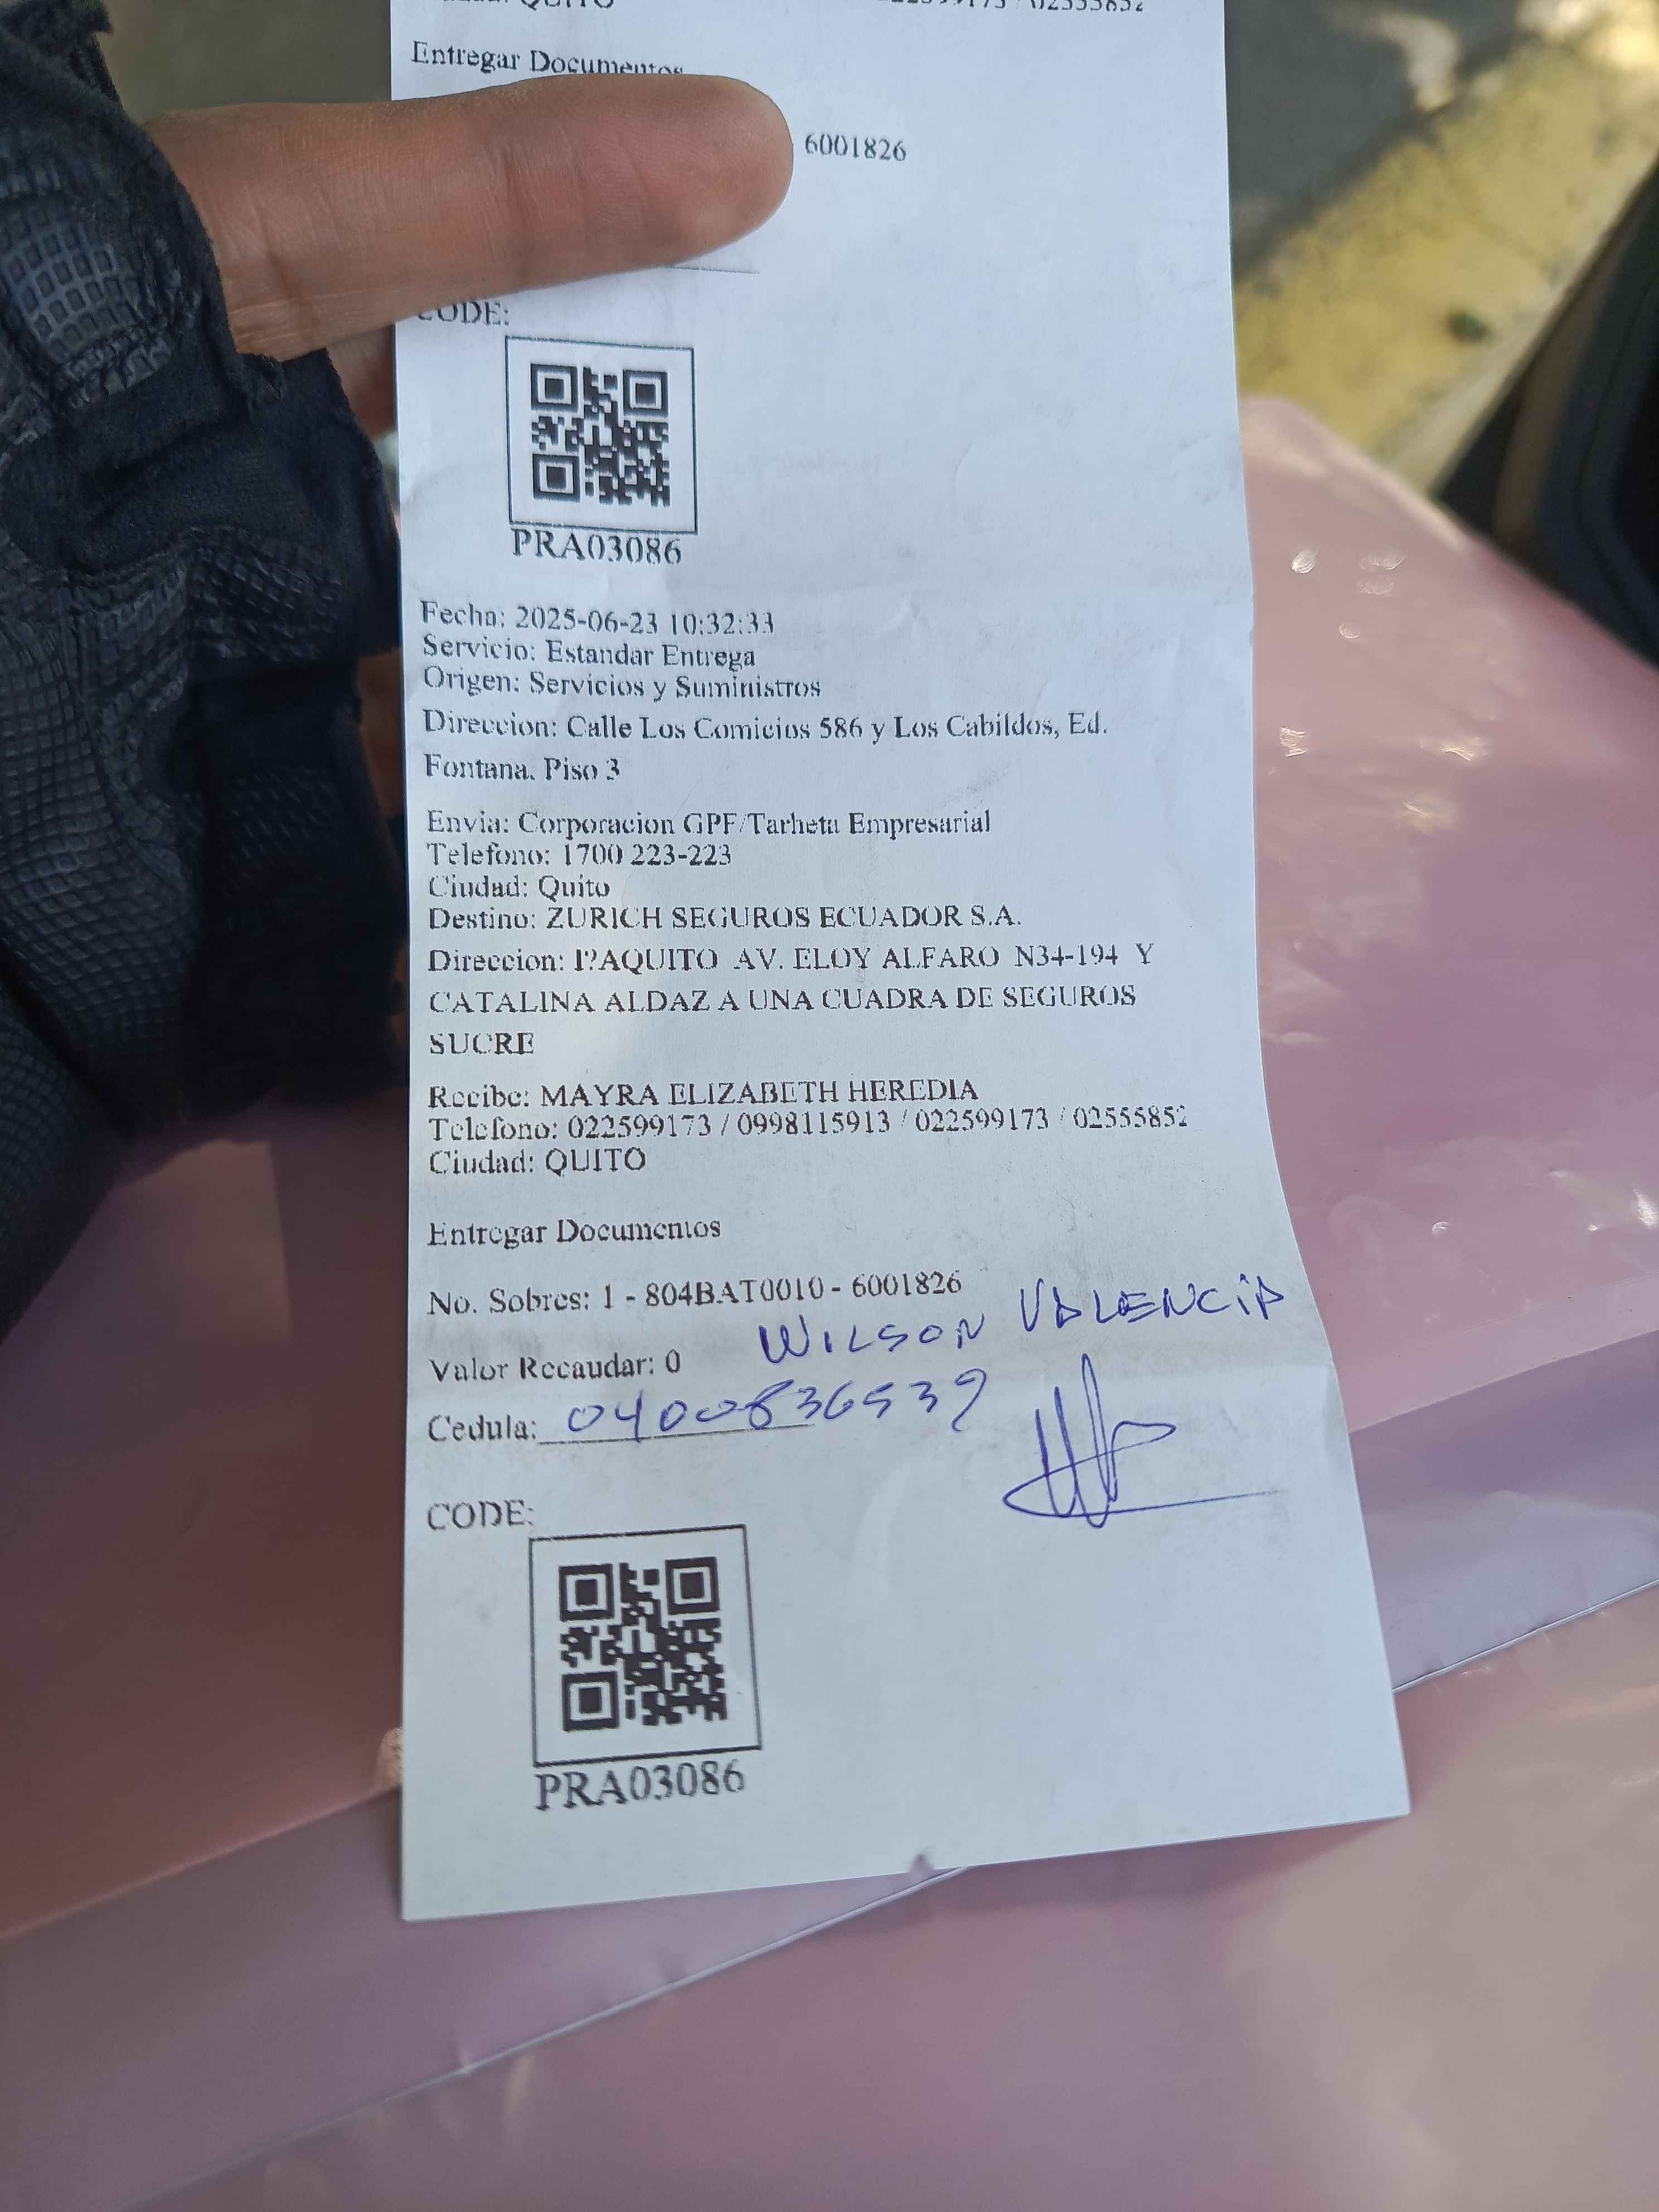 QUITO
Entregar Documentos
6001826
CODE:
PRA03086
Fecha: 2025-06-23 10:32:33
Servicio: Estandar Entrega
Origen: Servicios y Suministros
Direccion: Calle Los Comicios 586 y Los Cabildos, Ed.
Fontana. Piso 3
Envia: Corporacion GPF/Tarheta Empresarial
Telefono: 1700 223-223
Ciudad: Quito
Destino: ZURICH SEGUROS ECUADOR S.A.
Direccion: I?AQUITO AV. ELOY ALFARO N34-194 Y
CATALINA ALDAZ A UNA CUADRA DE SEGUROS
SUCRE
Recibe: MAYRA ELIZABETH HEREDIA
Telefono: 022599173 / 0998115913 / 022599173 / 02555852
Ciudad: QUITO
Entregar Documentos
No. Sobres: 1 - 804BAT0010 - 6001826
WILSON VALENCIA
Valor Recaudar: 0
Cedula: 0400836539
CODE:
PRA03086